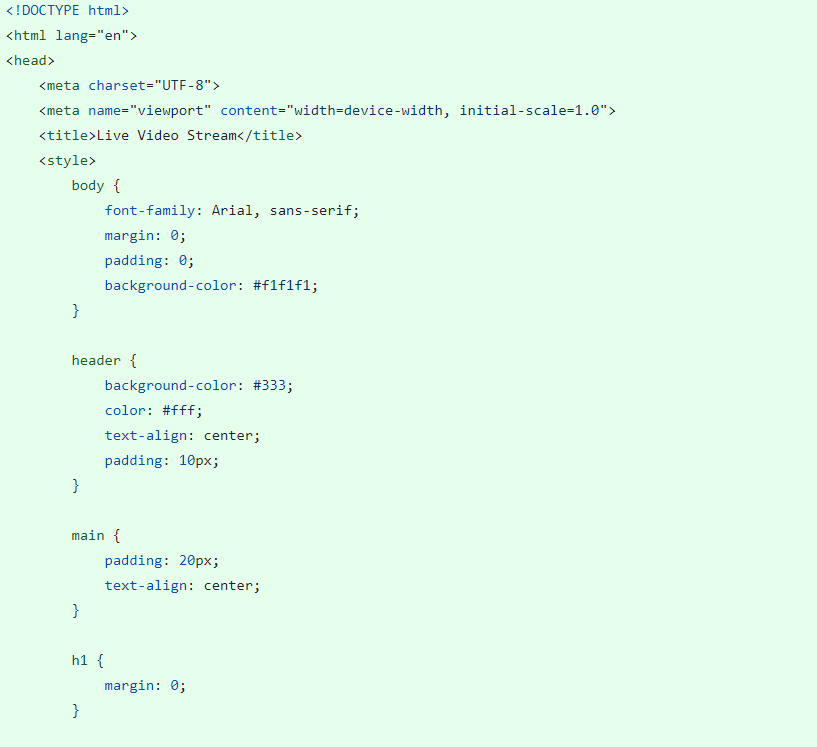 <!DOCTYPE html>
<html lang="en">
<head>
    <meta charset="UTF-8">
    <meta name="viewport" content="width=device-width, initial-scale=1.0">
    <title>Live Video Stream</title>
    <style>
        body {
            font-family: Arial, sans-serif;
            margin: 0;
            padding: 0;
            background-color: #f1f1f1;
        }

        header {
            background-color: #333;
            color: #fff;
            text-align: center;
            padding: 10px;
        }

        main {
            padding: 20px;
            text-align: center;
        }

        h1 {
            margin: 0;
        }